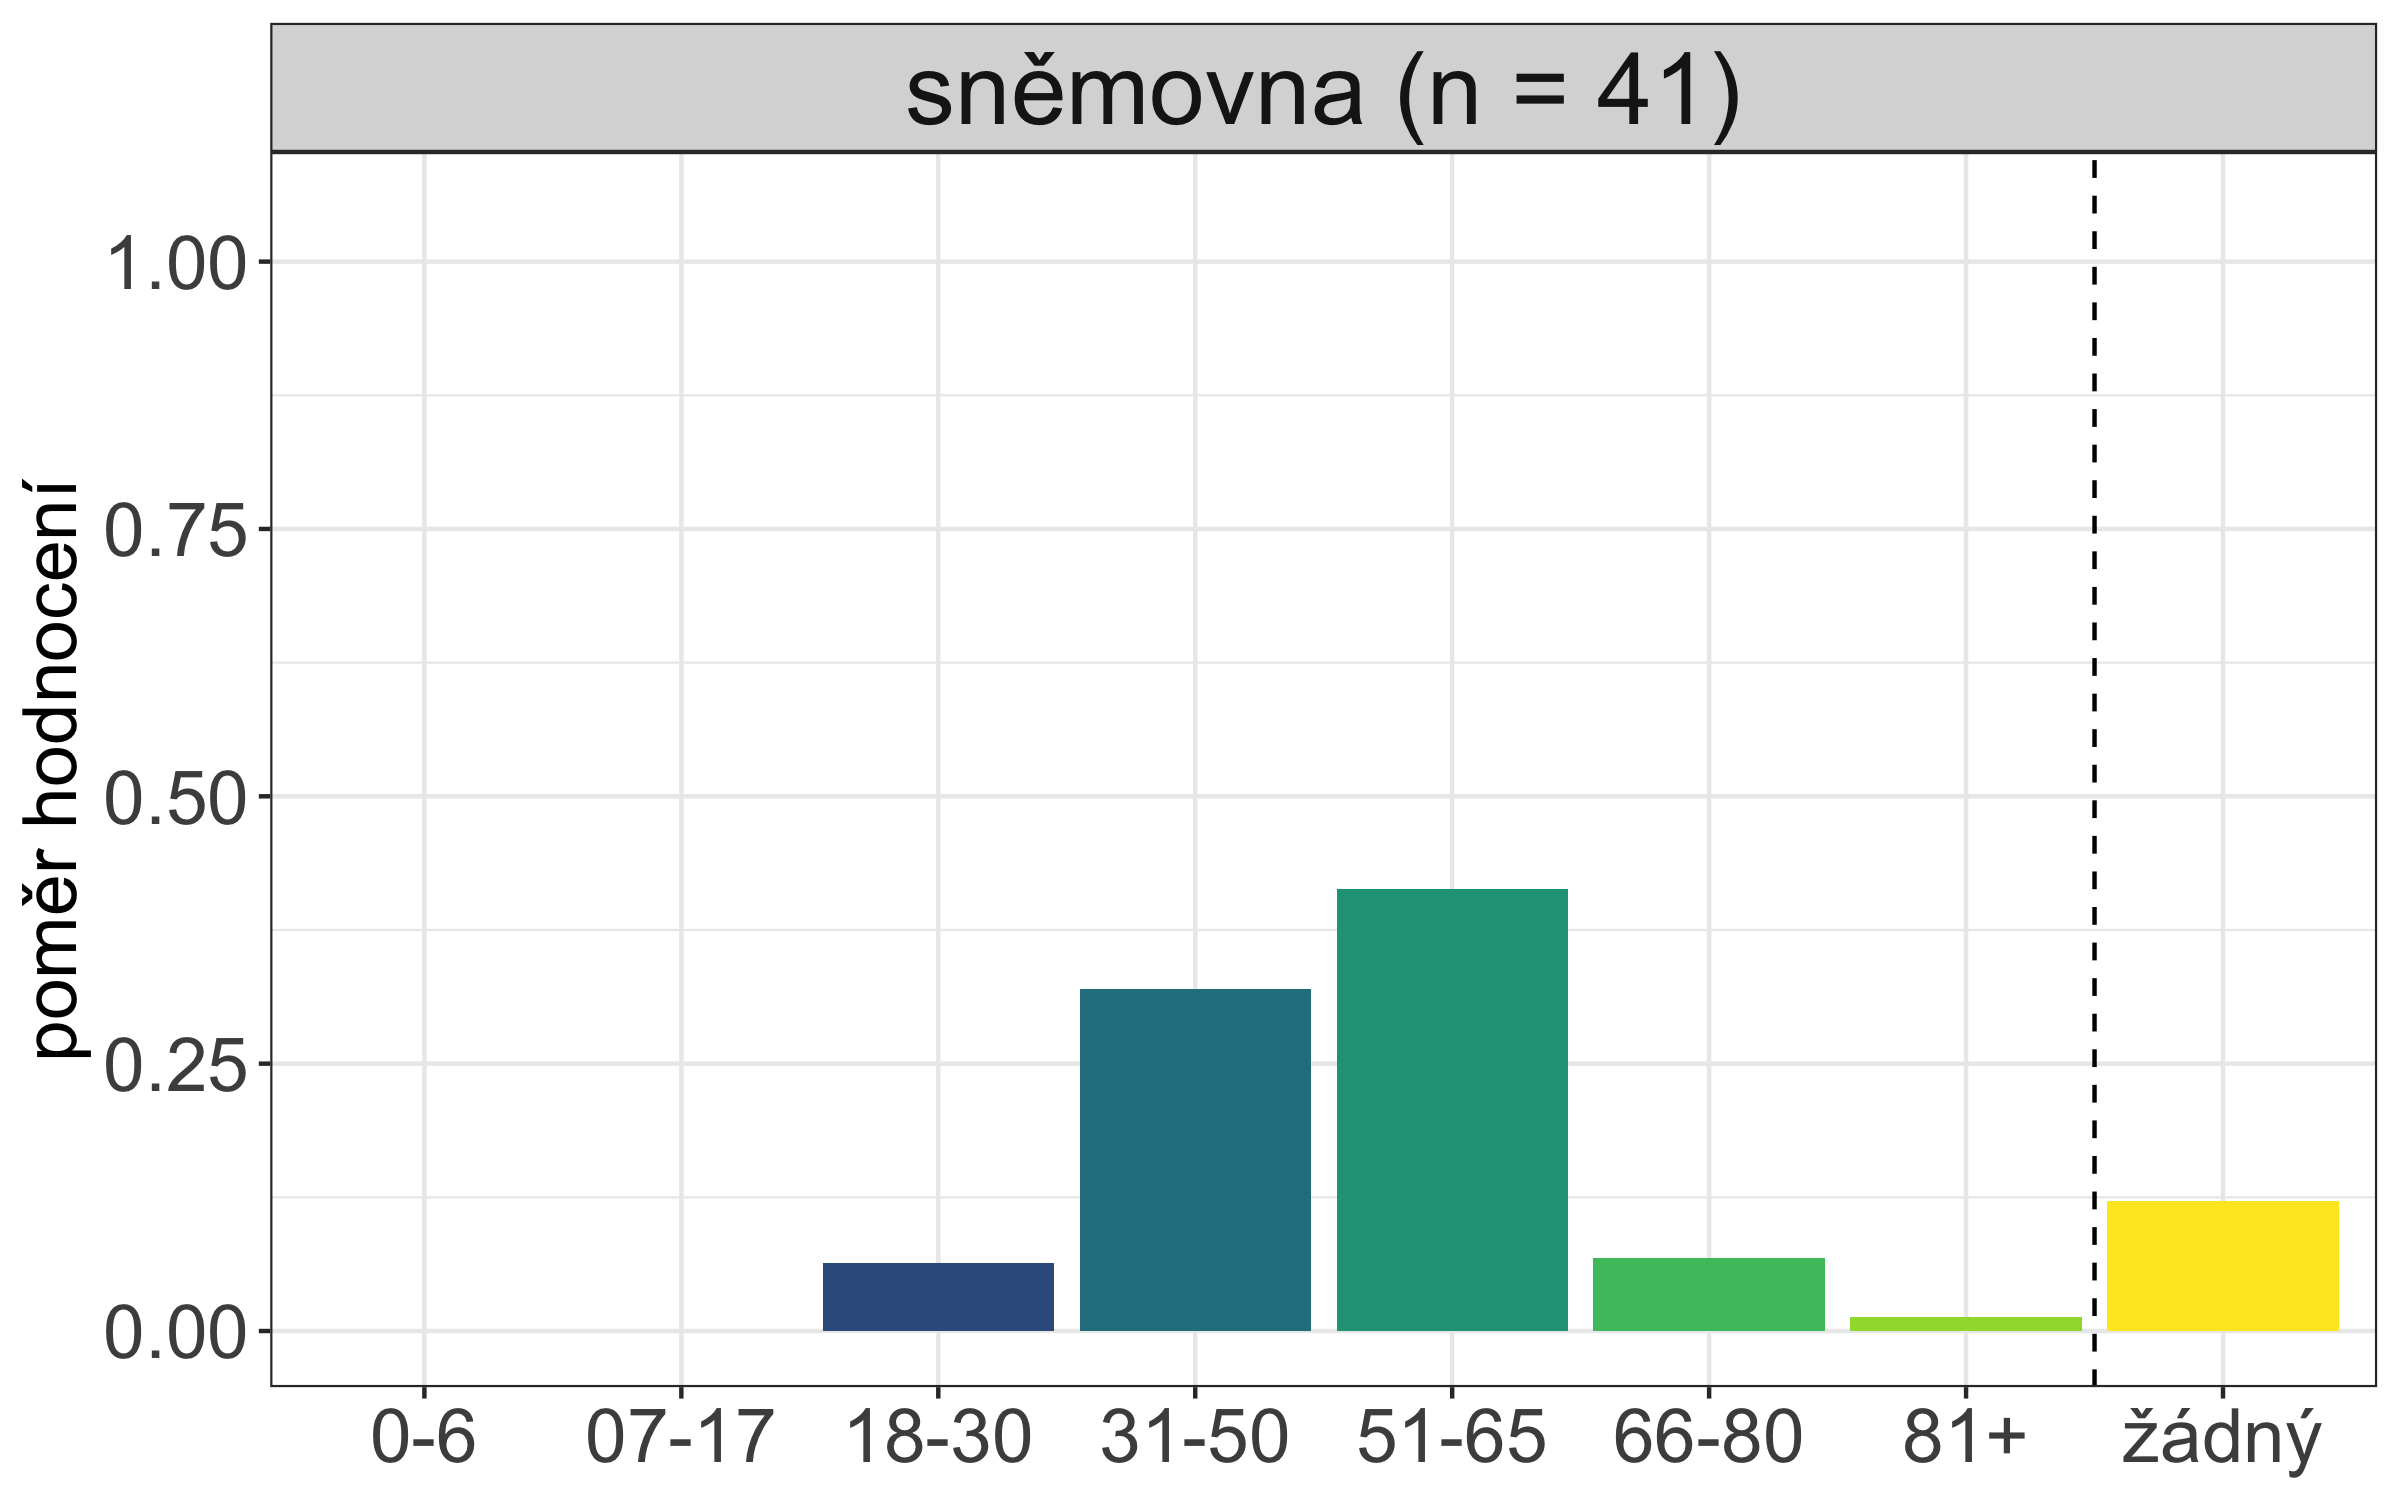 sněmovna (n = 41)
poměr hodnocení
1.00
0.75
0.50
0.25
0.00
0-6 07-17 18-30 31-50 51-65 66-80 81+ žádný